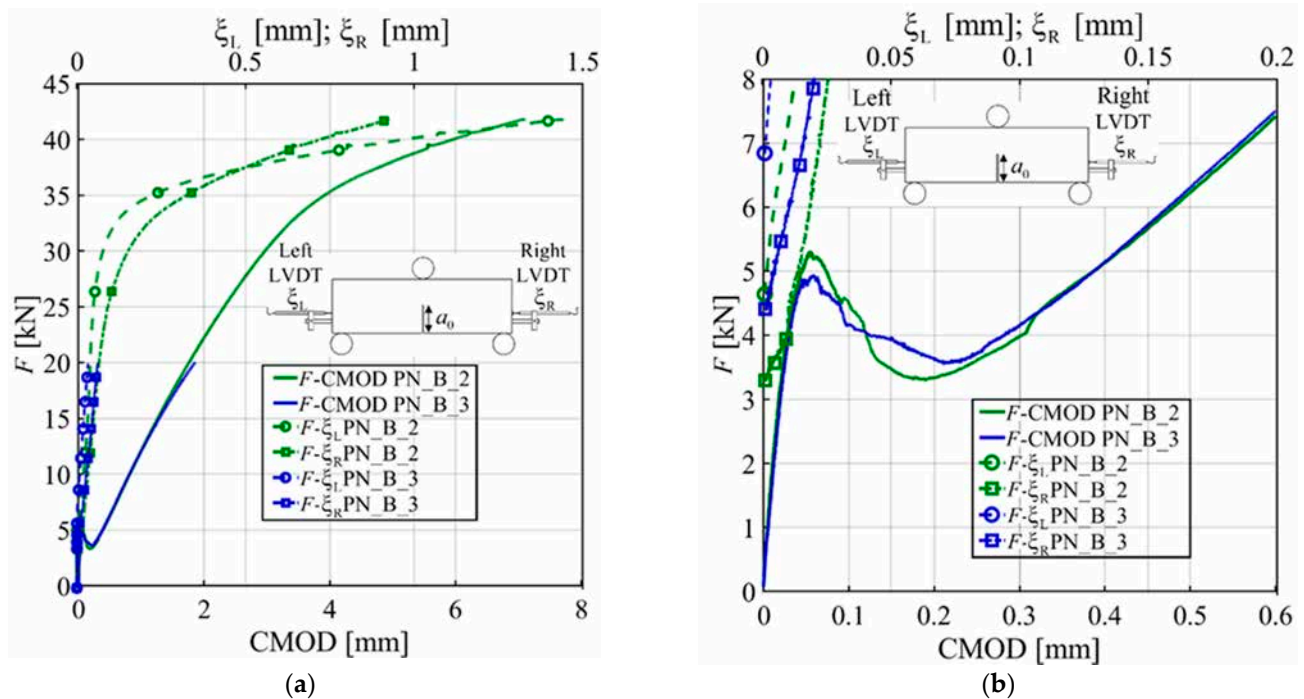 ξL [mm]; ξR [mm]
0 0.5 1 1.5
45
40
35
30
25
20
15
10
5
0
F [kN]
Left
LVDT
ξL
Right
LVDT
ξR
a0
F-CMOD PN_B_2
F-CMOD PN_B_3
F-ξL PN_B_2
F-ξR PN_B_2
F-ξL PN_B_3
F-ξR PN_B_3
0 2 4 6 8
CMOD [mm]
(a)
ξL [mm]; ξR [mm]
0 0.05 0.1 0.15 0.2
8
7
6
5
4
3
2
1
0
F [kN]
Left
LVDT
ξL
Right
LVDT
ξR
a0
F-CMOD PN_B_2
F-CMOD PN_B_3
F-ξL PN_B_2
F-ξR PN_B_2
F-ξL PN_B_3
F-ξR PN_B_3
0 0.1 0.2 0.3 0.4 0.5 0.6
CMOD [mm]
(b)